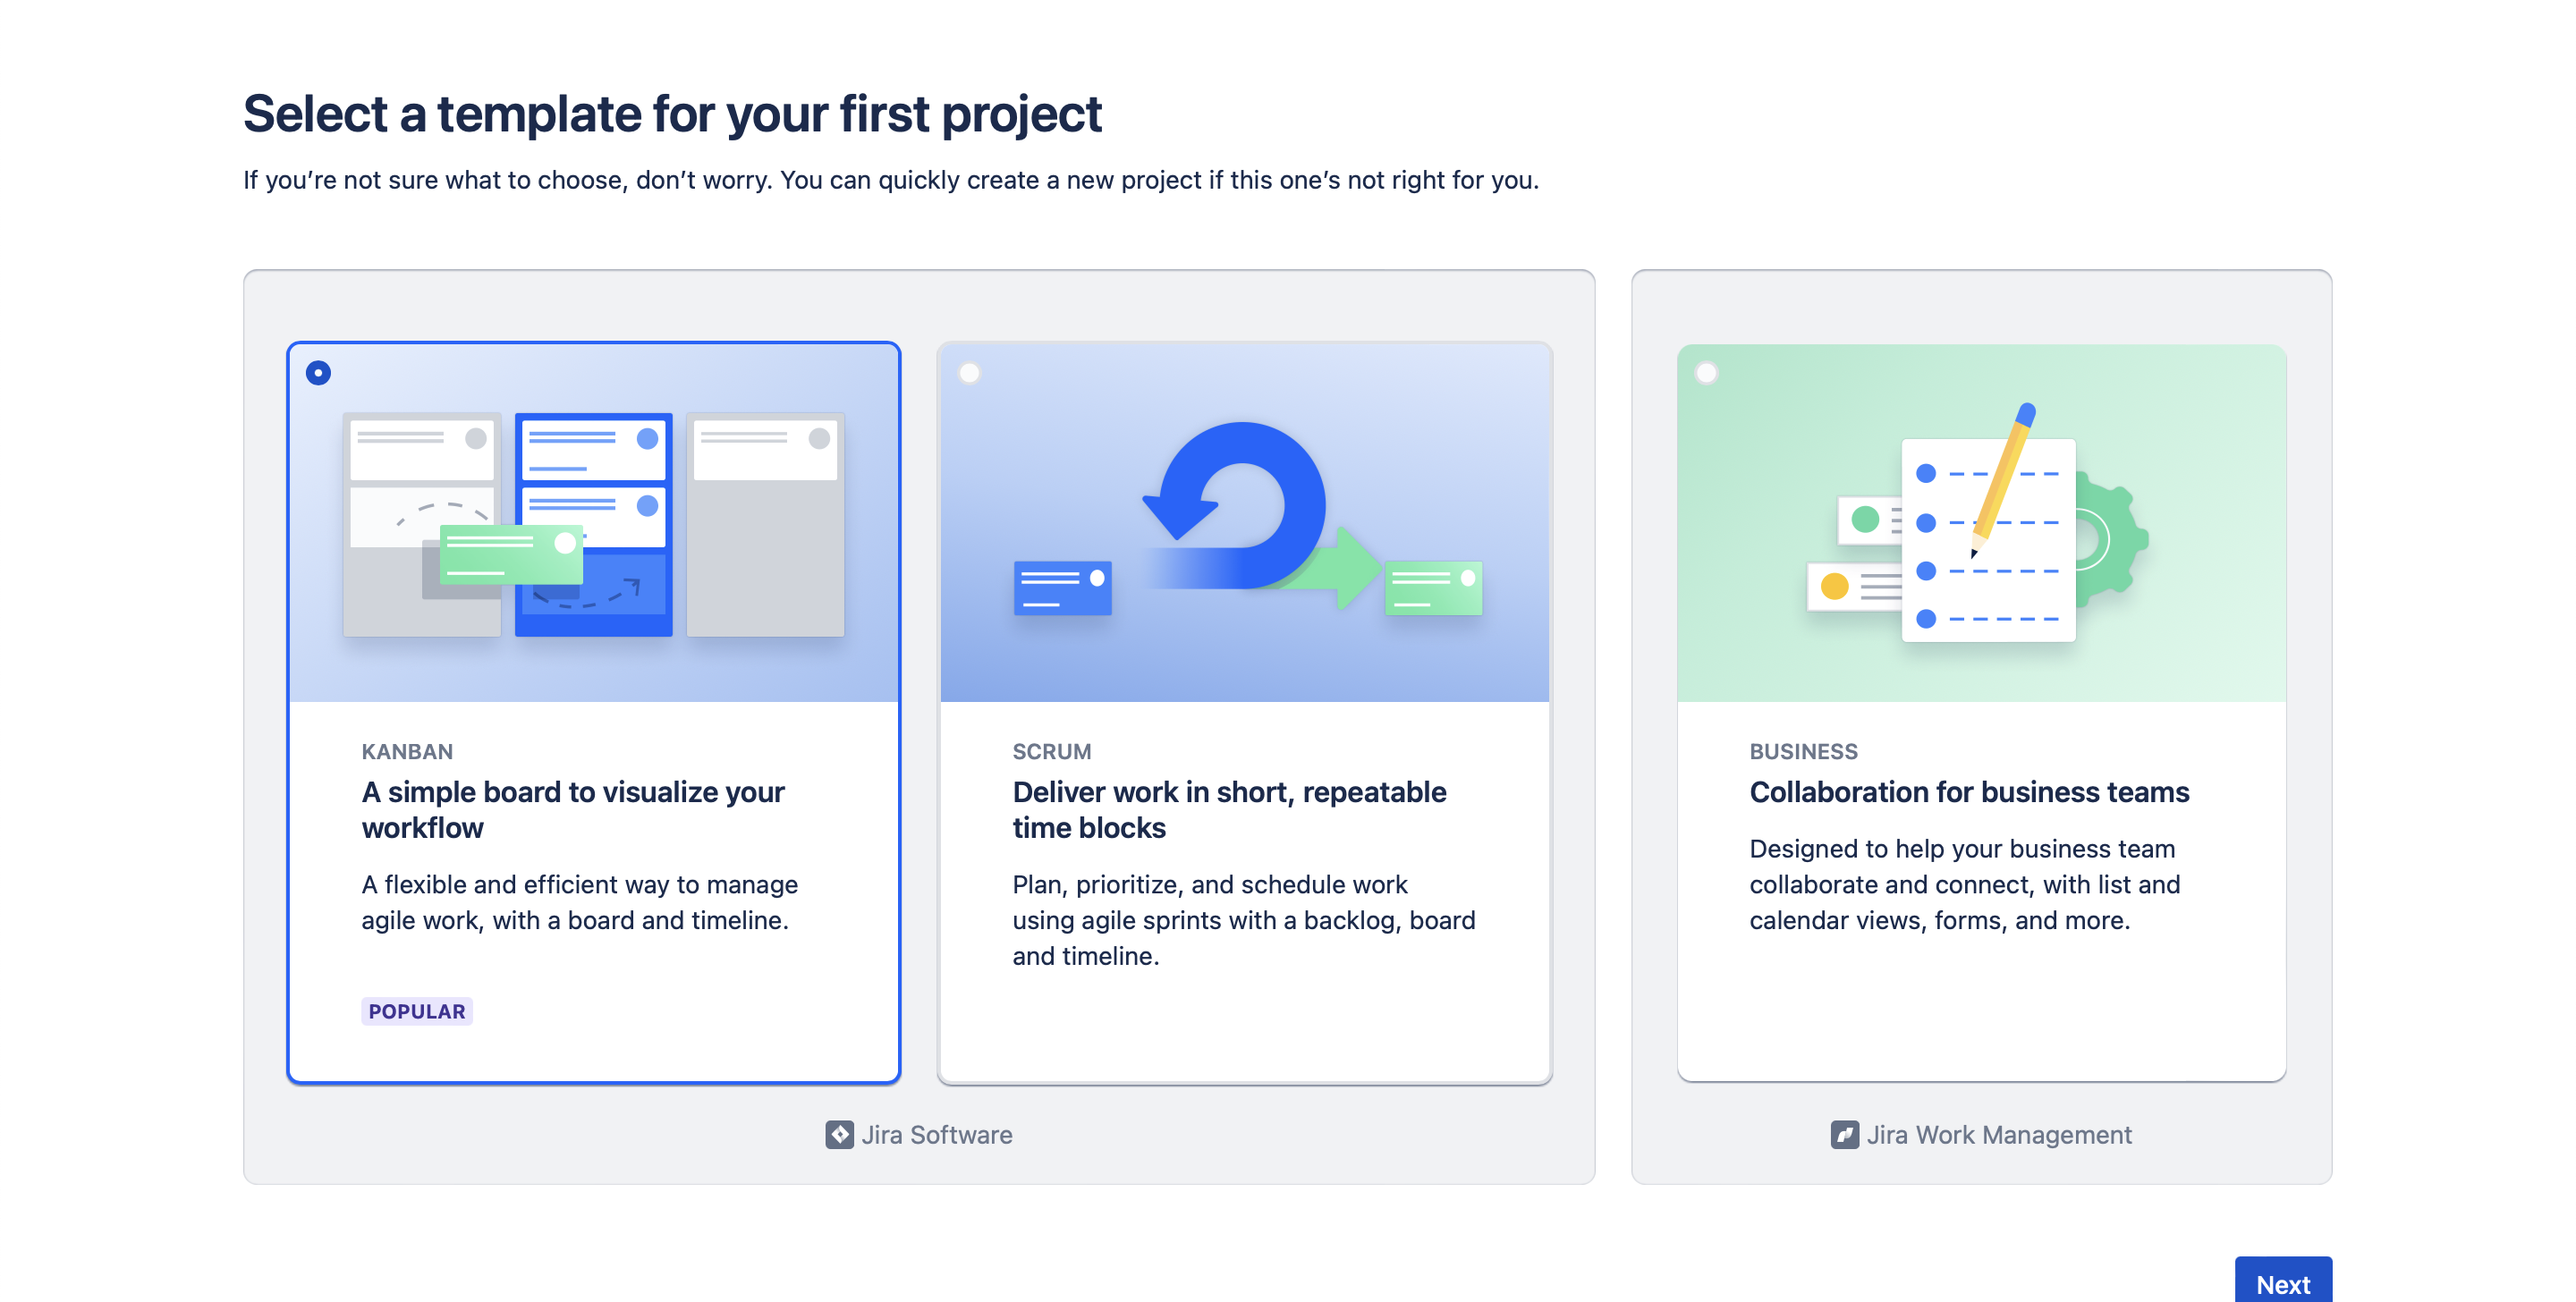 Select a template for your first project
If you’re not sure what to choose, don’t worry. You can quickly create a new project if this one’s not right for you.
KANBAN
A simple board to visualize your
workflow
A flexible and efficient way to manage
agile work, with a board and timeline.
POPULAR
SCRUM
Deliver work in short, repeatable
time blocks
Plan, prioritize, and schedule work
using agile sprints with a backlog, board
and timeline.
Jira Software
BUSINESS
Collaboration for business teams
Designed to help your business team
collaborate and connect, with list and
calendar views, forms, and more.
Jira Work Management
Next